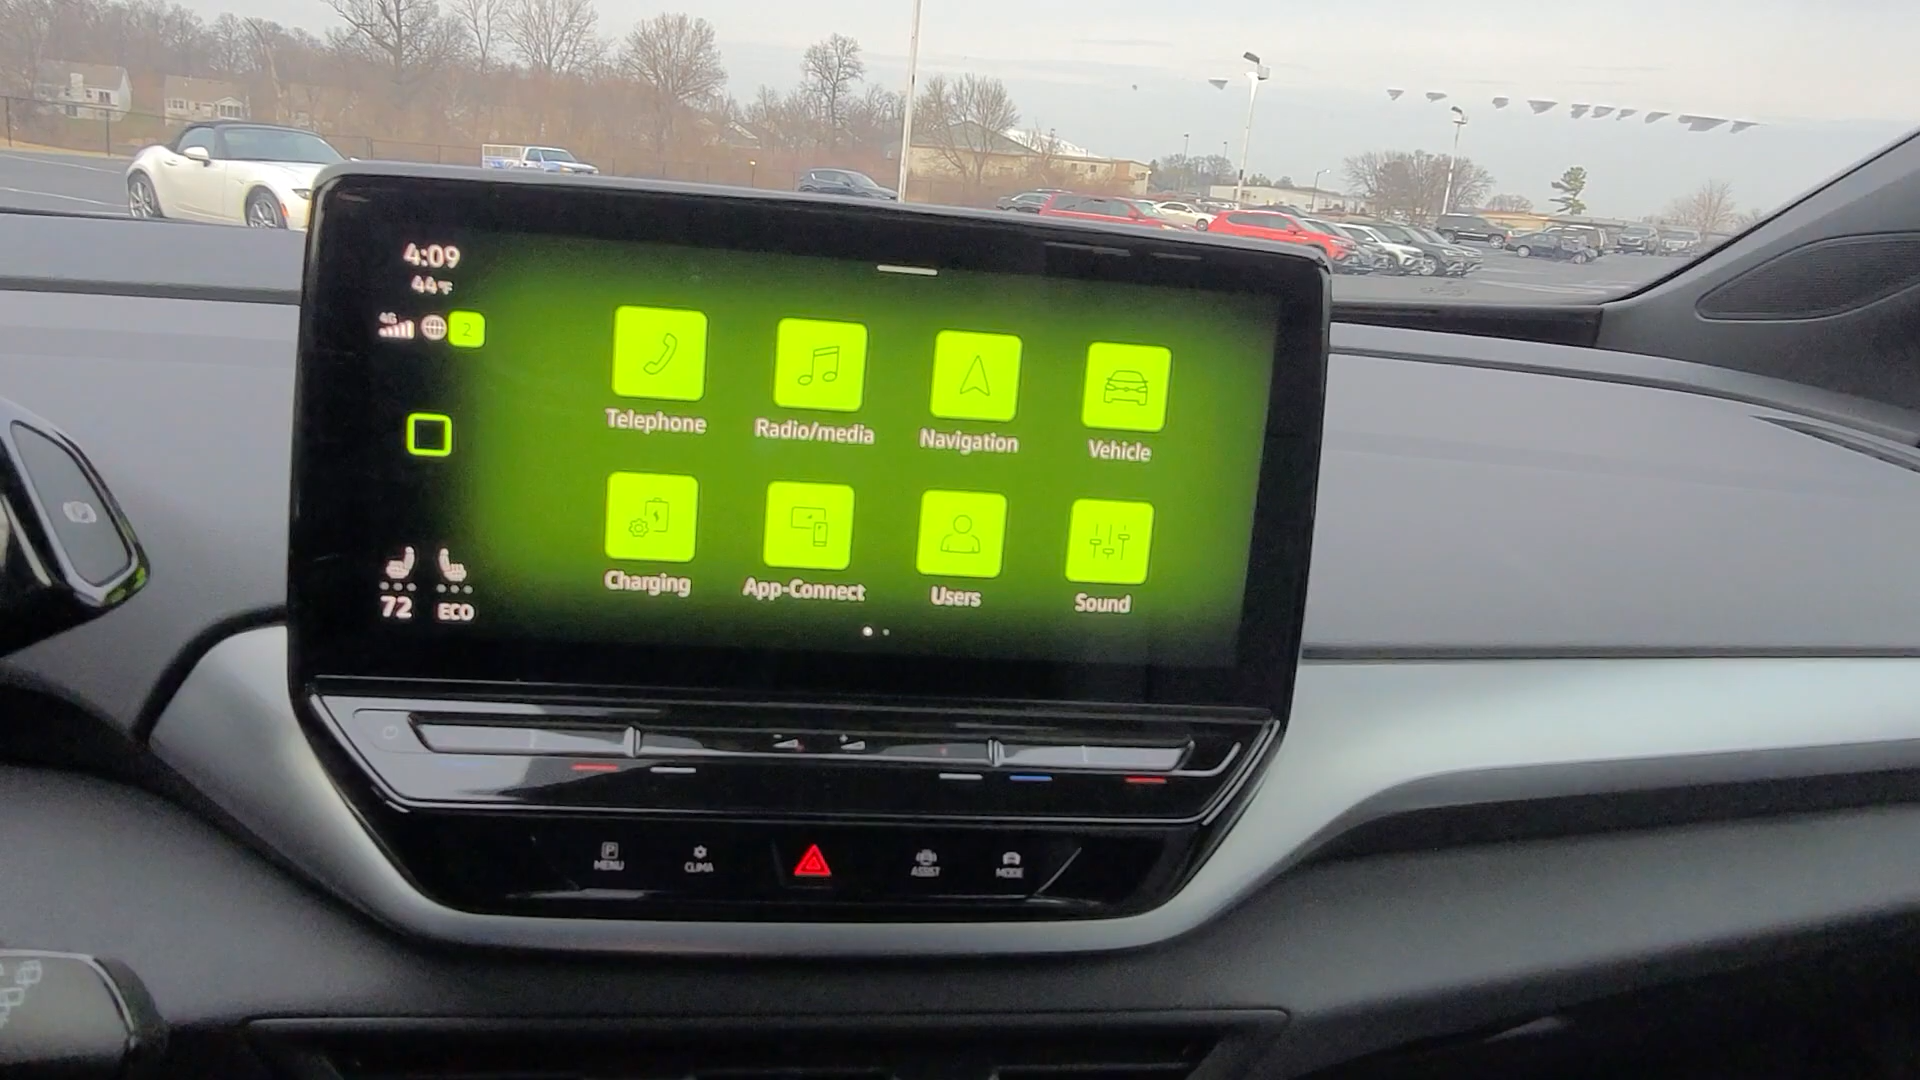 4:09
44°F
4G
2
Telephone
Radio/media
Navigation
Vehicle
Charging
App-Connect
Users
Sound
72
ECO
P
MENU
CLIMA
ASSIST
MODE